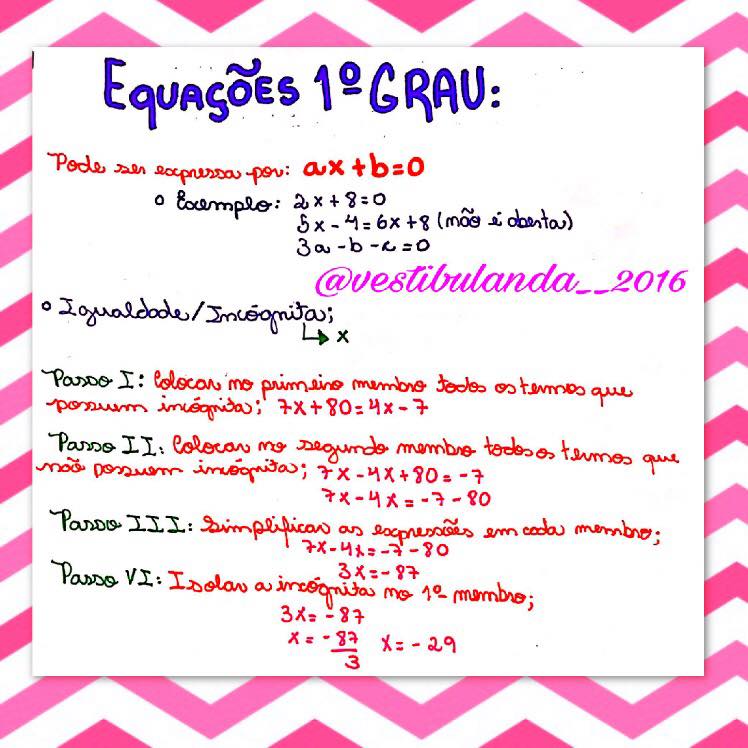 EQUAÇÕES 1º GRAU:
Pode ser expressa por: ax+b=0
Exemplo: 2x+8=0
5x-4=6x+8 (não é aberta)
3a-b-c=0
@vestibulanda__2016
Igualdade/Incógnita;
↳ x
Passo I: Colocar no primeiro membro todos os termos que
possuem incógnita; 7x+80=4x-7
Passo II: Colocar no segundo membro todos os termos que
não possuem incógnita; 7x-4x+80=-7
7x-4x=-7-80
Passo III: Simplificar as expressões em cada membro;
7x-4x=-7-80
3x=-87
Passo VI: Isolar a incógnita no 1º membro;
3x=-87
x=-87/3 x=-29